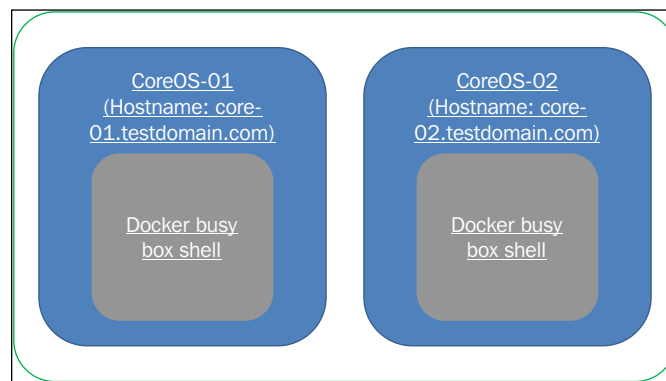 CoreOS-01
(Hostname: core-
01.testdomain.com)
Docker busy
box shell
CoreOS-02
(Hostname: core-
02.testdomain.com)
Docker busy
box shell